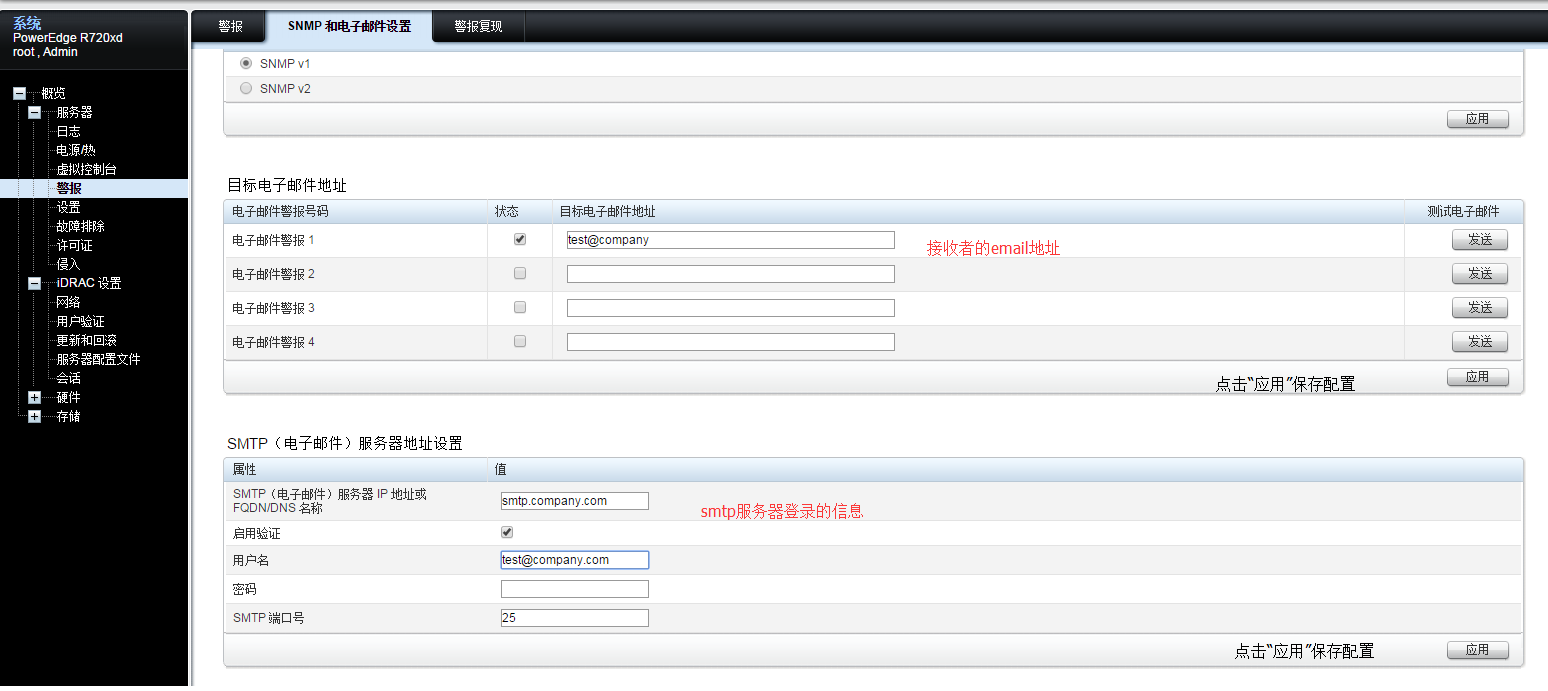 系统
PowerEdge R720xd
root , Admin
警报
SNMP 和电子邮件设置
警报复现
概览
服务器
日志
电源/热
虚拟控制台
警报
设置
故障排除
许可证
侵入
iDRAC 设置
网络
用户验证
更新和回滚
服务器配置文件
会话
硬件
存储
SNMP v1
SNMP v2
应用
目标电子邮件地址
电子邮件警报号码 状态 目标电子邮件地址 测试电子邮件
电子邮件警报 1 test@company 接收者的email地址 发送
电子邮件警报 2 发送
电子邮件警报 3 发送
电子邮件警报 4 发送
点击“应用”保存配置 应用
SMTP（电子邮件）服务器地址设置
属性 值
SMTP（电子邮件）服务器 IP 地址或
FQDN/DNS 名称 smtp.company.com smtp服务器登录的信息
启用验证
用户名 test@company.com
密码
SMTP 端口号 25
点击“应用”保存配置 应用